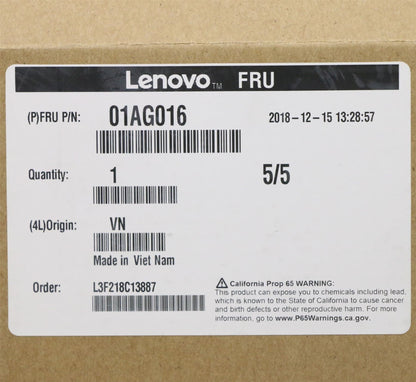 Lenovo™ FRU
(P)FRU P/N: 01AG016 2018-12-15 13:28:57
Quantity: 1 5/5
(4L)Origin: VN
Made in Viet Nam
Order: L3F218C13887
⚠ California Prop 65 WARNING:
This product can expose you to chemicals including lead,
which is known to the State of California to cause cancer
and birth defects or other reproductive harm. For more
information, go to www.P65Warnings.ca.gov.